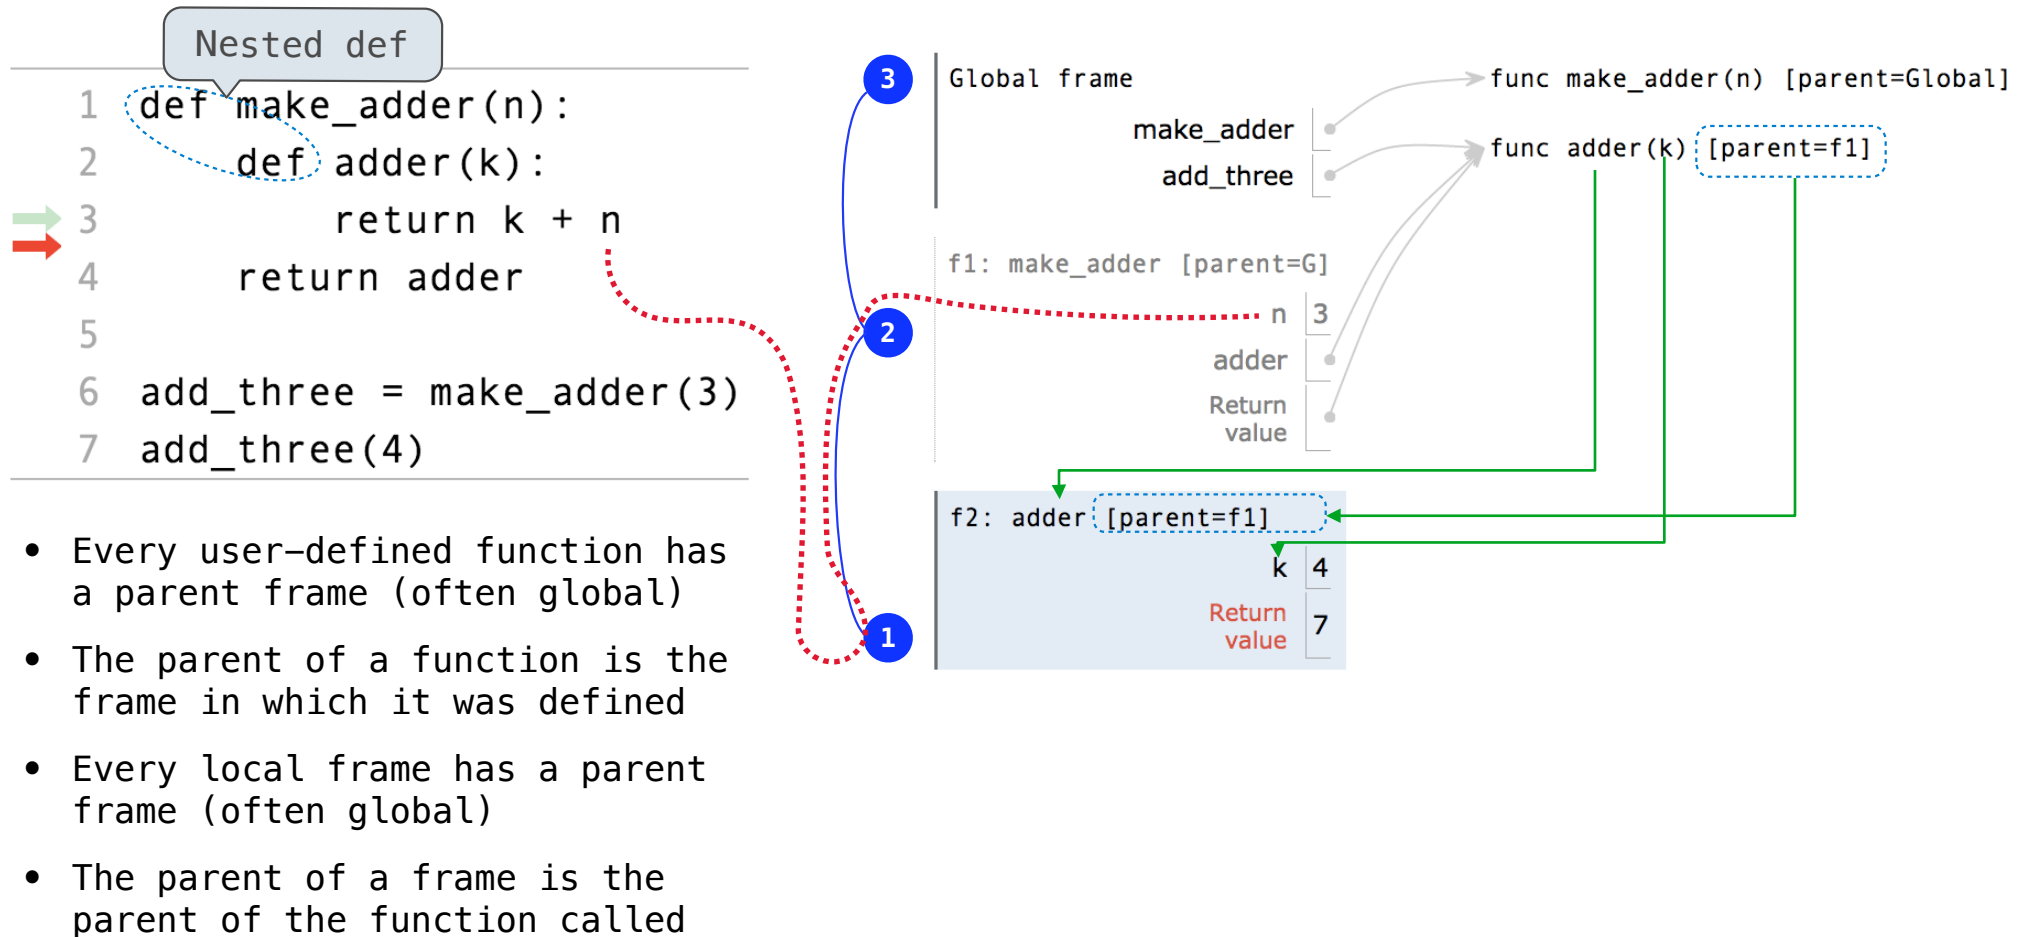 Nested def
1 def make_adder(n):
2 def adder(k):
3 return k + n
4 return adder
5
6 add_three = make_adder(3)
7 add_three(4)
• Every user–defined function has
a parent frame (often global)
• The parent of a function is the
frame in which it was defined
• Every local frame has a parent
frame (often global)
• The parent of a frame is the
parent of the function called
3
Global frame
make_adder
add_three
func make_adder(n) [parent=Global]
func adder(k) [parent=f1]
2
f1: make_adder [parent=G]
n 3
adder
Return
value
1
f2: adder [parent=f1]
k 4
Return
value
7